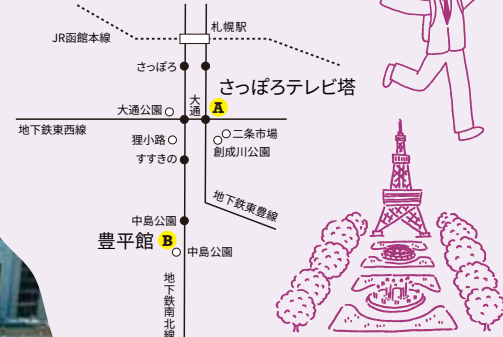 札幌駅
JR函館本線
さっぽろ
さっぽろテレビ塔
A
大通
大通公園
地下鉄東西線
二条市場
狸小路
創成川公園
すすきの
地下鉄東豊線
中島公園
豊平館
B
中島公園
地下鉄南北線